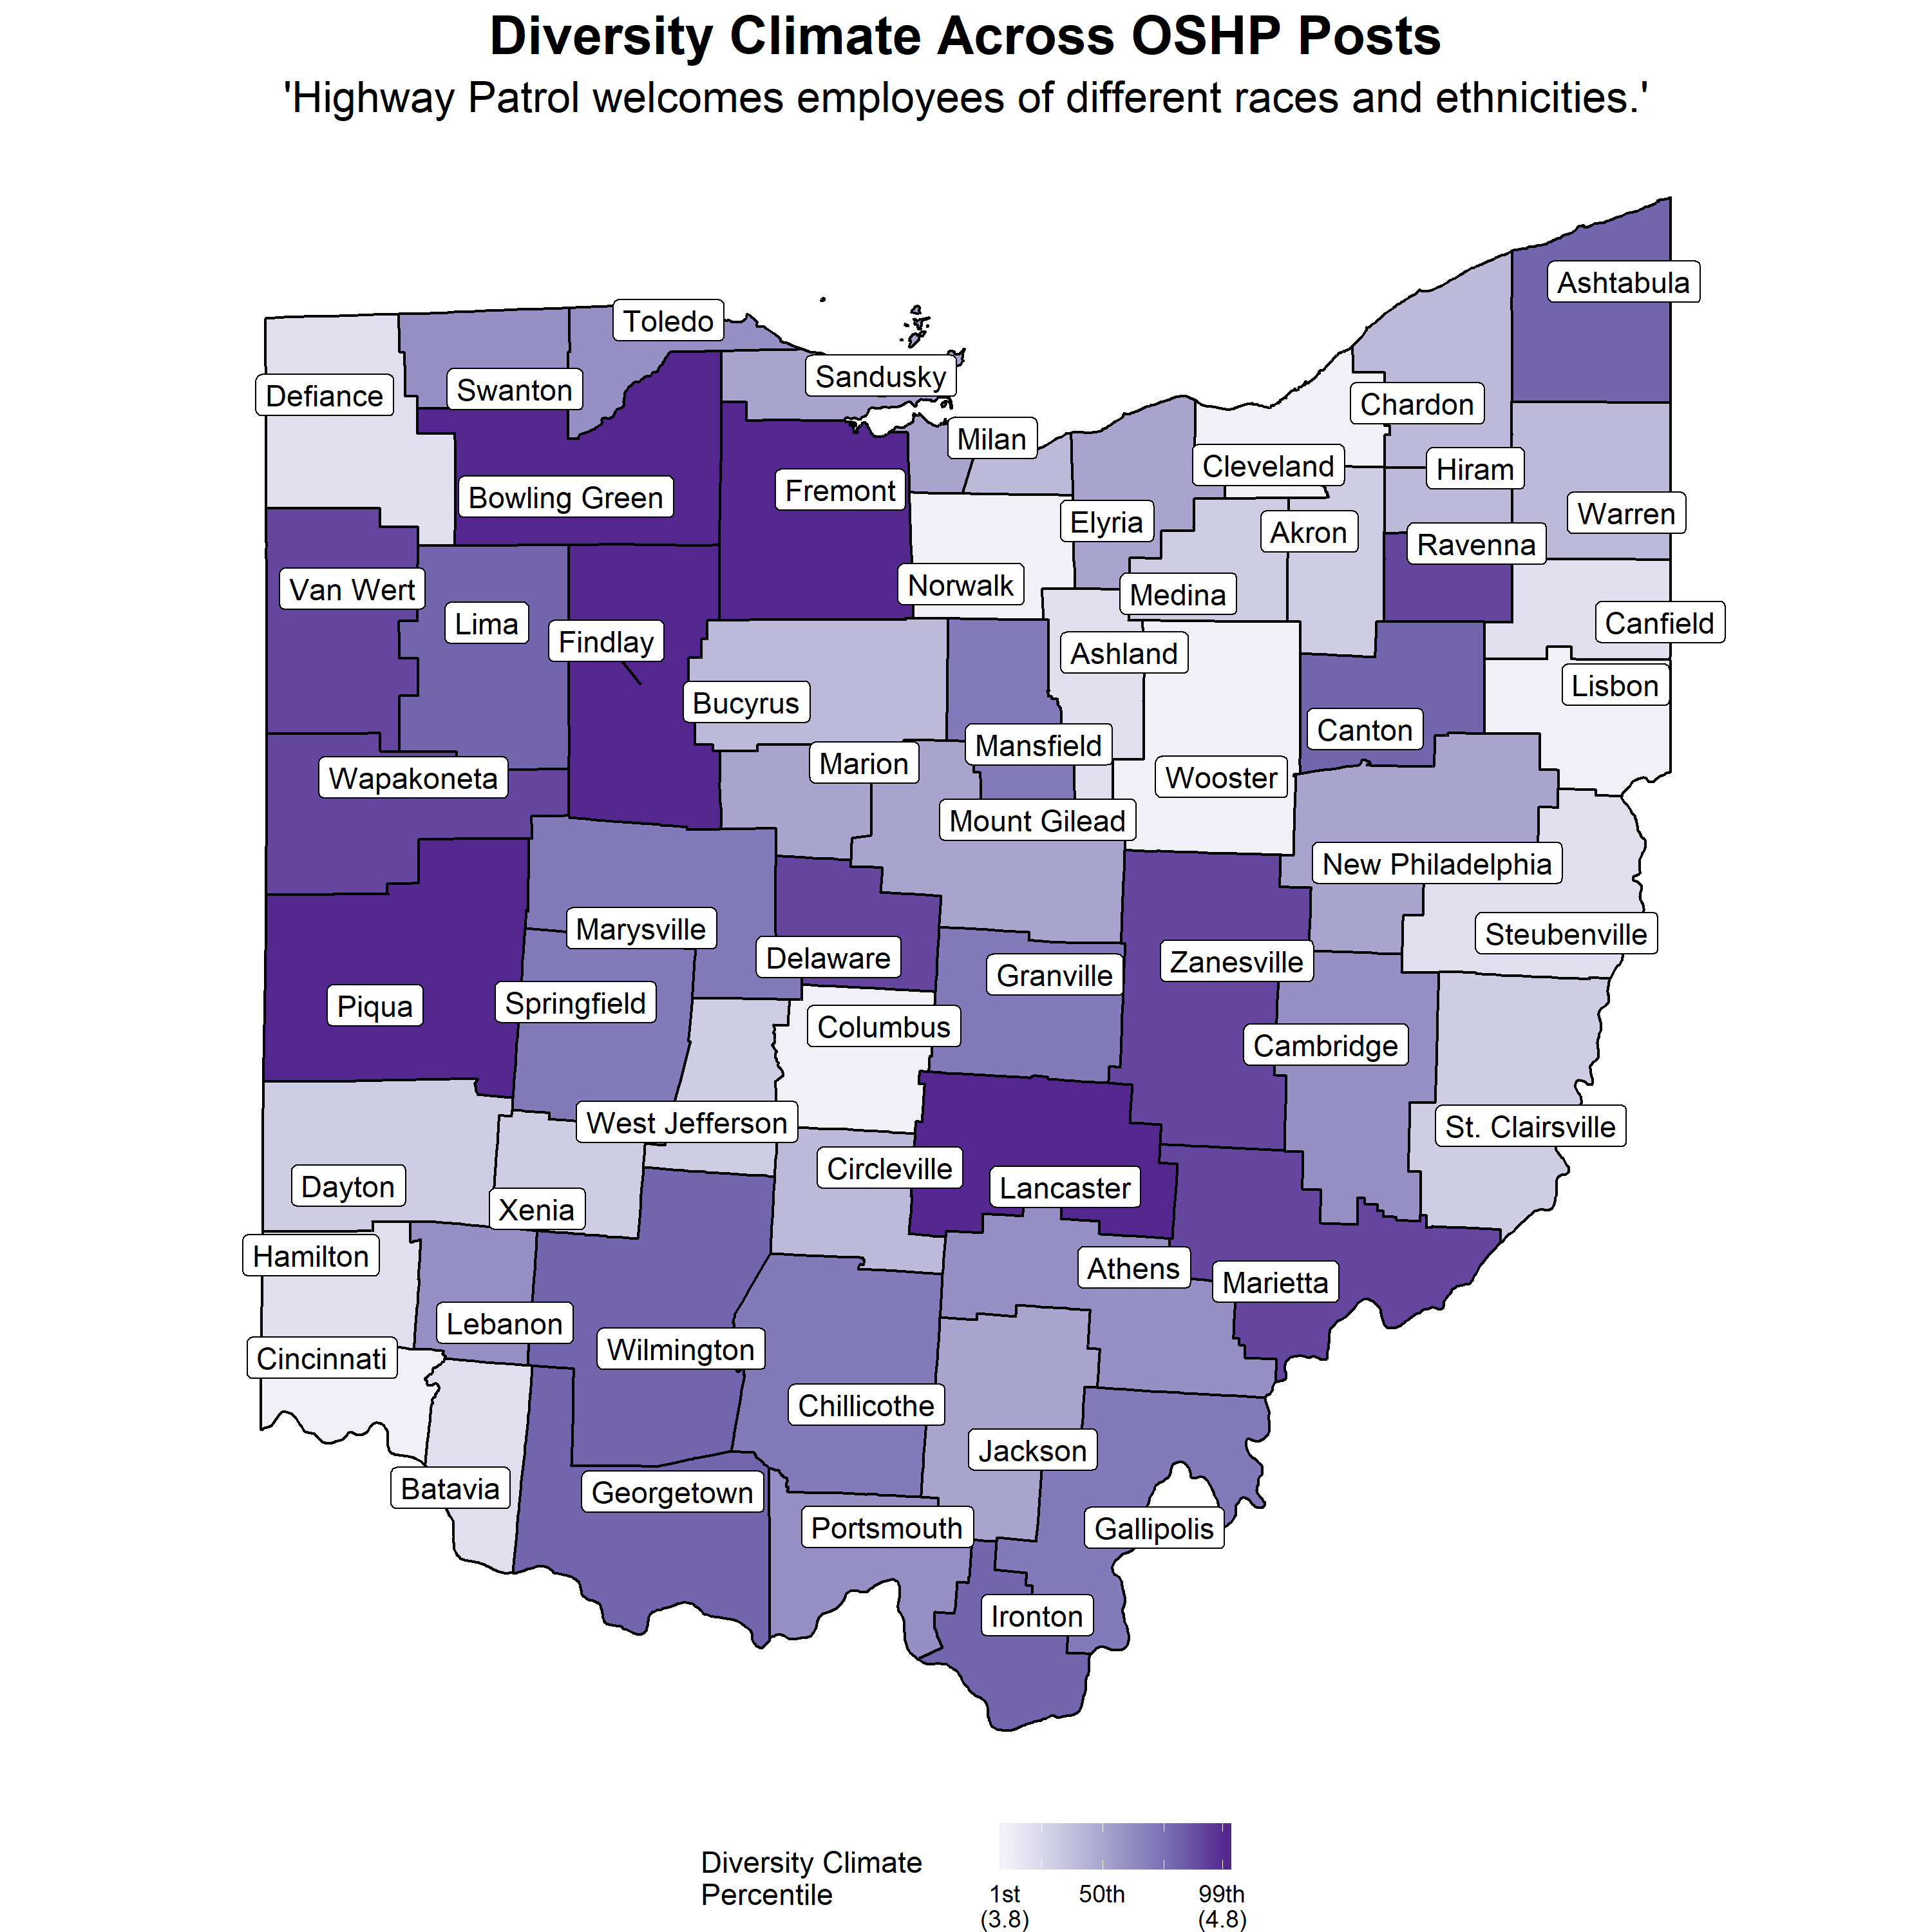 Diversity Climate Across OSHP Posts
'Highway Patrol welcomes employees of different races and ethnicities.'
Ashtabula
Toledo
Sandusky
Swanton
Defiance
Chardon
Milan
Cleveland
Hiram
Fremont
Bowling Green
Warren
Elyria
Akron
Ravenna
Norwalk
Van Wert
Medina
Lima
Canfield
Findlay
Ashland
Lisbon
Bucyrus
Canton
Mansfield
Marion
Wapakoneta
Wooster
Mount Gilead
New Philadelphia
Marysville
Steubenville
Delaware
Zanesville
Granville
Springfield
Piqua
Columbus
Cambridge
West Jefferson
St. Clairsville
Circleville
Dayton
Lancaster
Xenia
Hamilton
Athens
Marietta
Lebanon
Wilmington
Cincinnati
Chillicothe
Jackson
Batavia
Georgetown
Portsmouth
Gallipolis
Ironton
Diversity Climate
Percentile
1st 50th 99th
(3.8) (4.8)